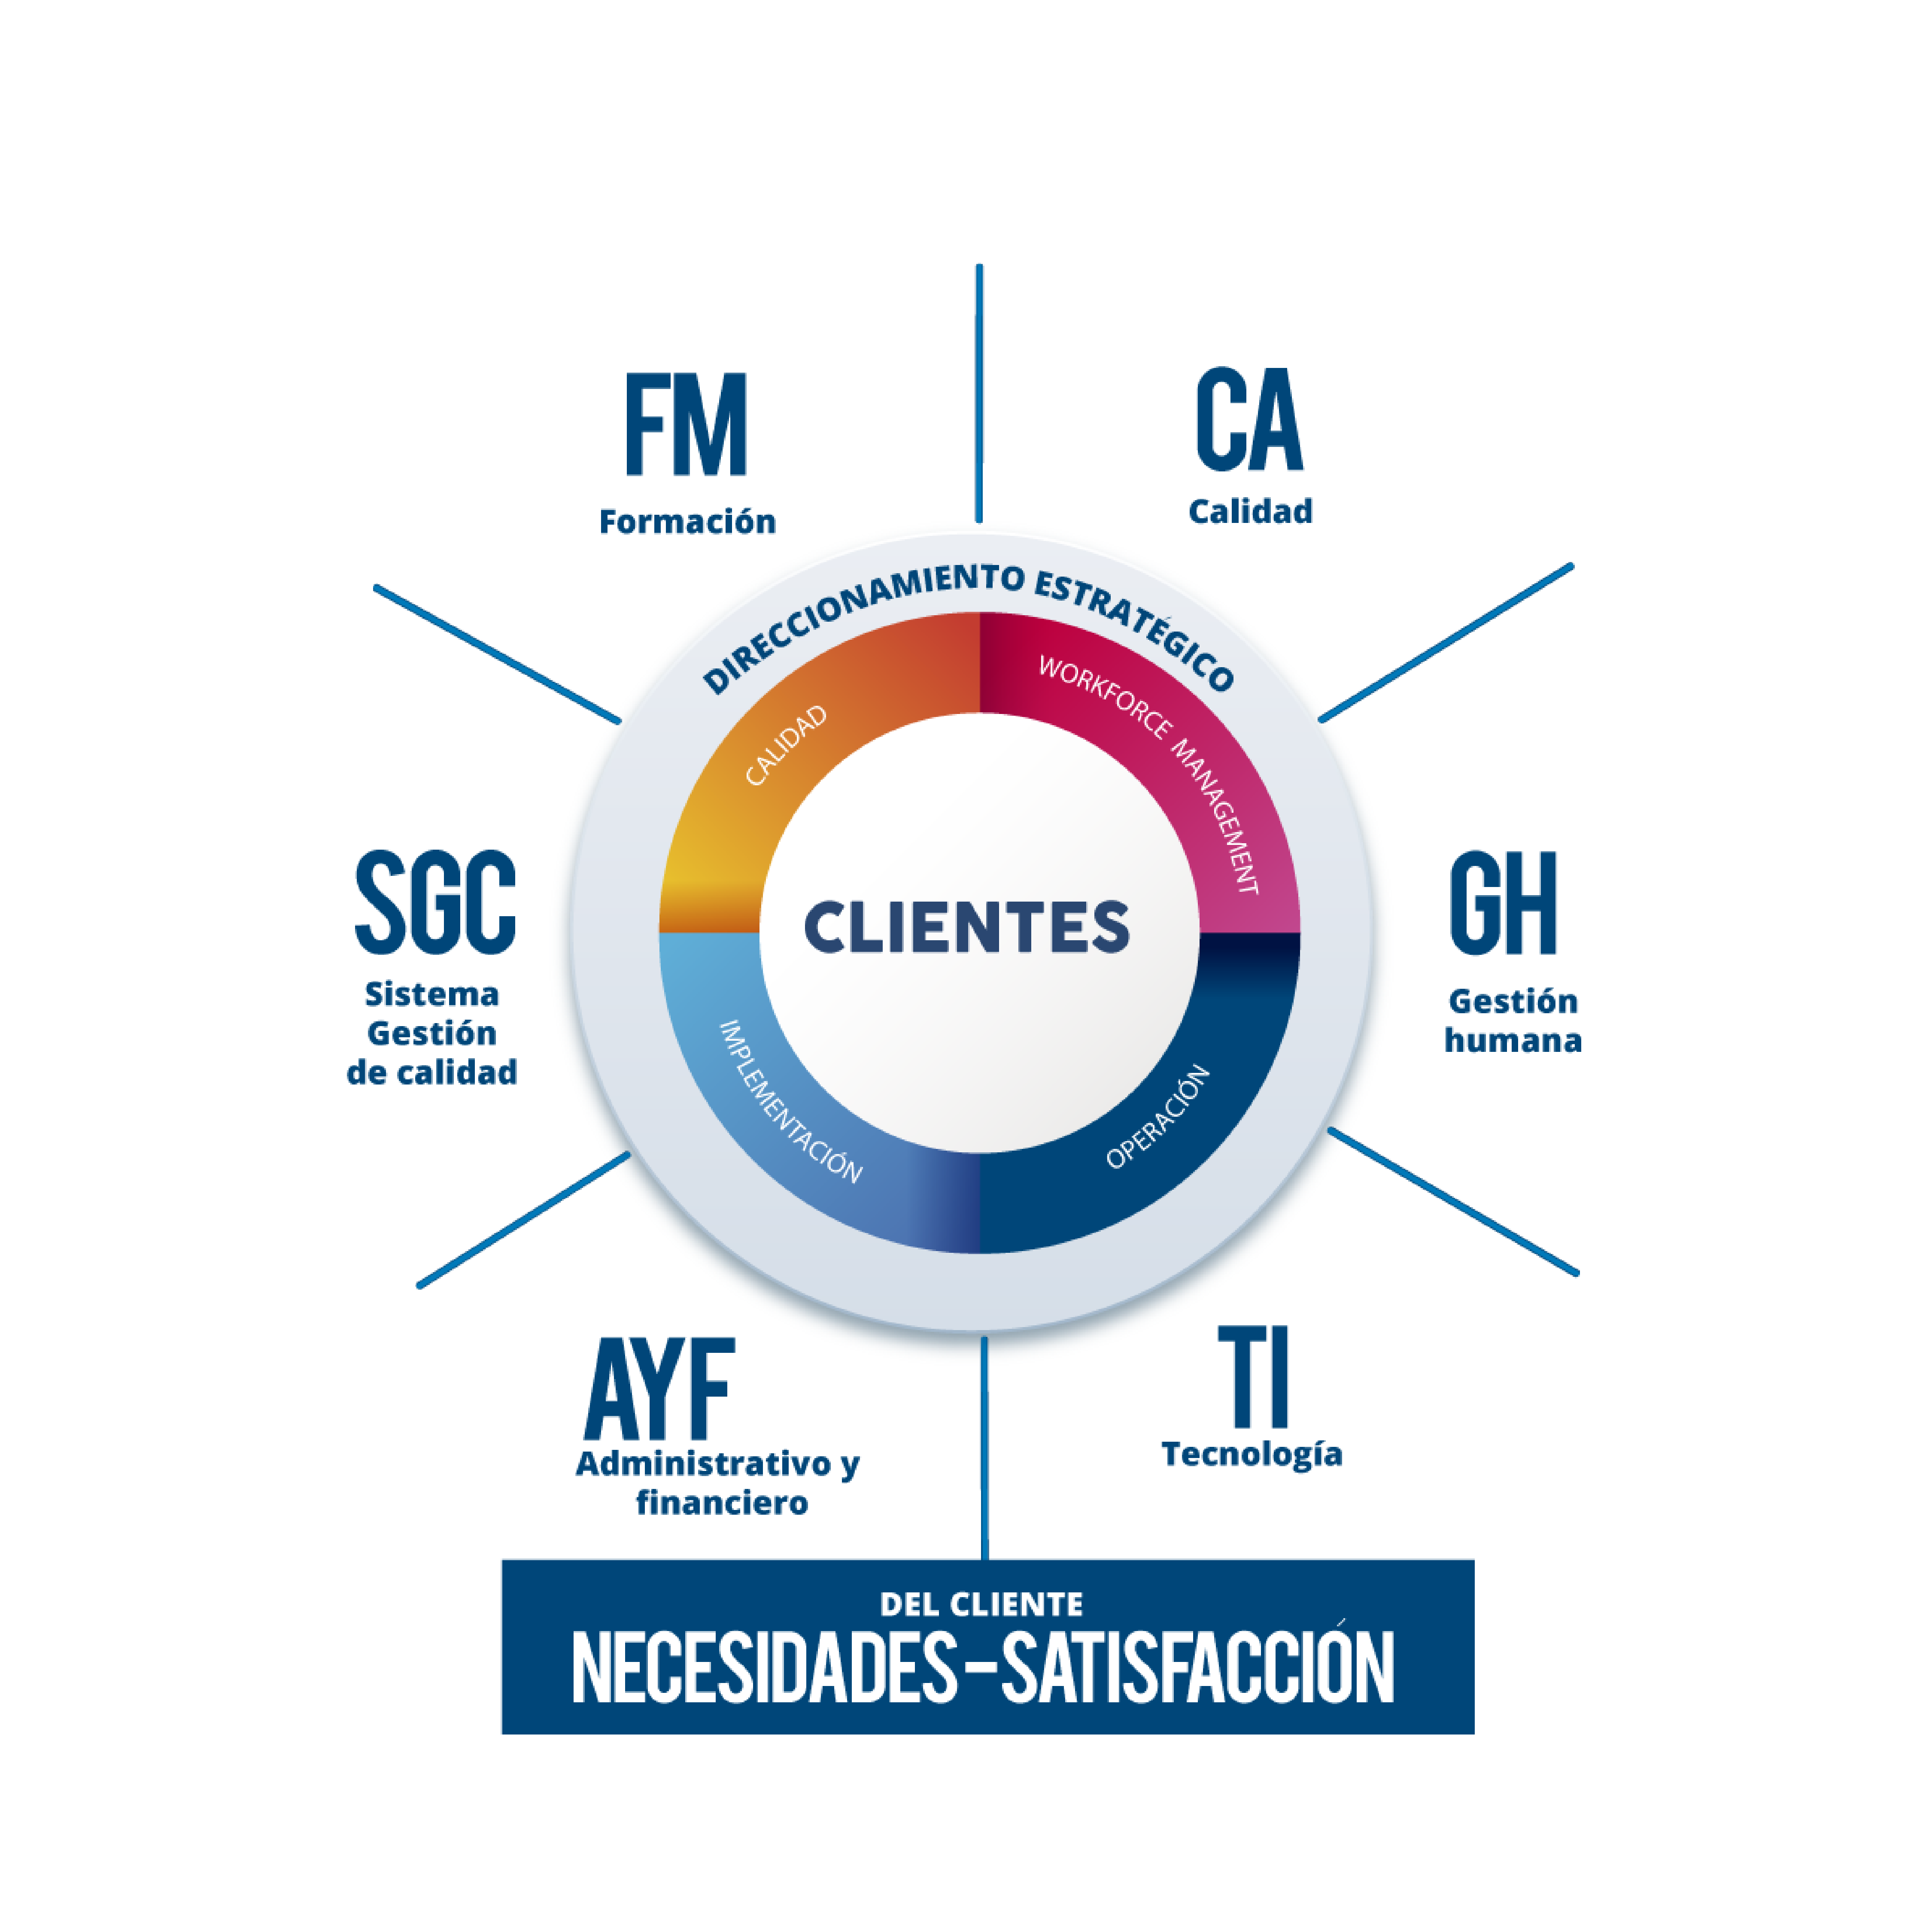 FM
Formación
CA
Calidad
DIRECCIONAMIENTO ESTRATÉGICO
CALIDAD
WORKFORCE MANAGEMENT
SGC
Sistema
Gestión
de calidad
CLIENTES
GH
Gestión
humana
IMPLEMENTACIÓN
OPERACIÓN
AYF
Administrativo y
financiero
TI
Tecnología
DEL CLIENTE
NECESIDADES-SATISFACCIÓN